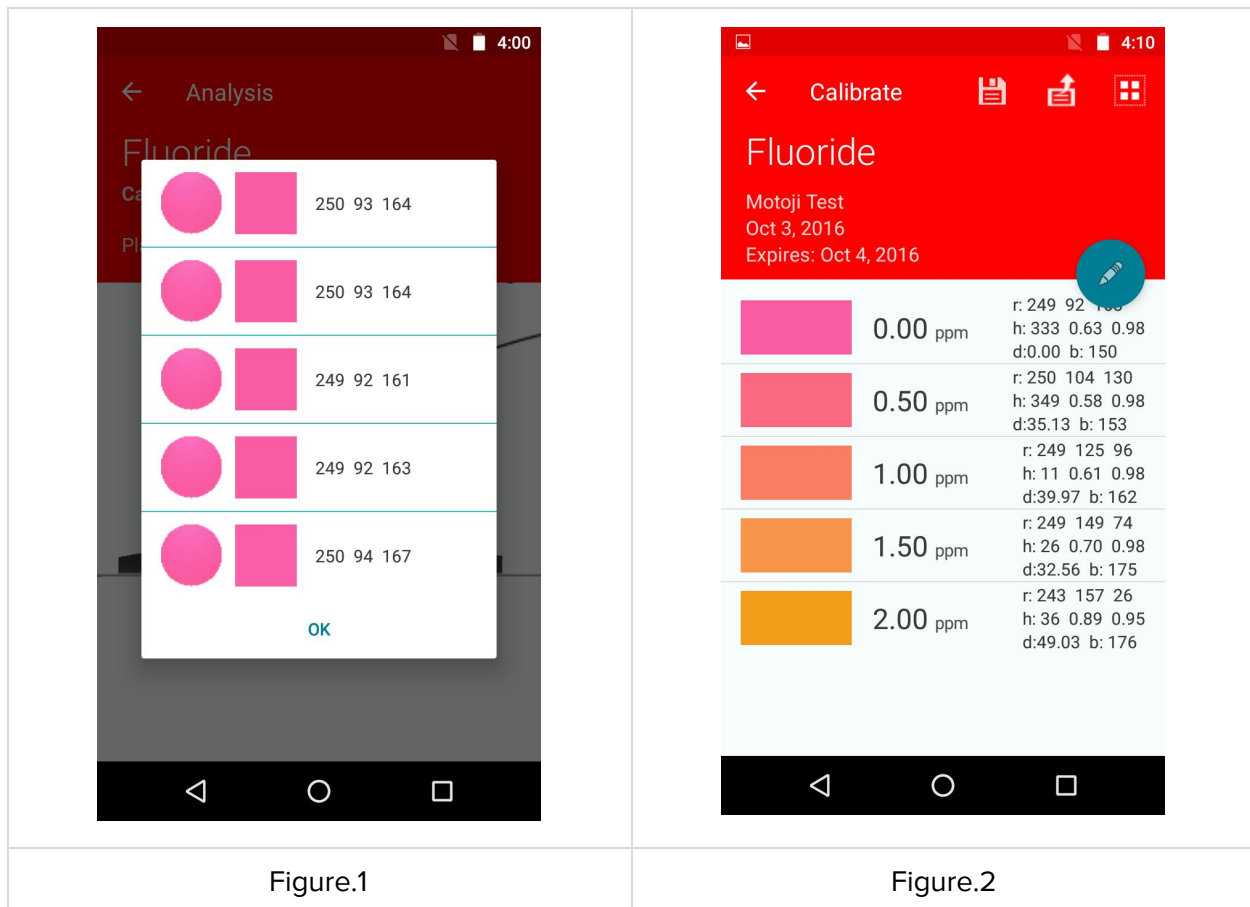 4:00
Analysis
Fluoride
Ca
Pl
250 93 164
250 93 164
249 92 161
249 92 163
250 94 167
OK
Figure.1
4:10
Calibrate
Fluoride
Motoji Test
Oct 3, 2016
Expires: Oct 4, 2016
0.00 ppm
r: 249 92
h: 333 0.63 0.98
d:0.00 b: 150
0.50 ppm
r: 250 104 130
h: 349 0.58 0.98
d:35.13 b: 153
1.00 ppm
r: 249 125 96
h: 11 0.61 0.98
d:39.97 b: 162
1.50 ppm
r: 249 149 74
h: 26 0.70 0.98
d:32.56 b: 175
2.00 ppm
r: 243 157 26
h: 36 0.89 0.95
d:49.03 b: 176
Figure.2